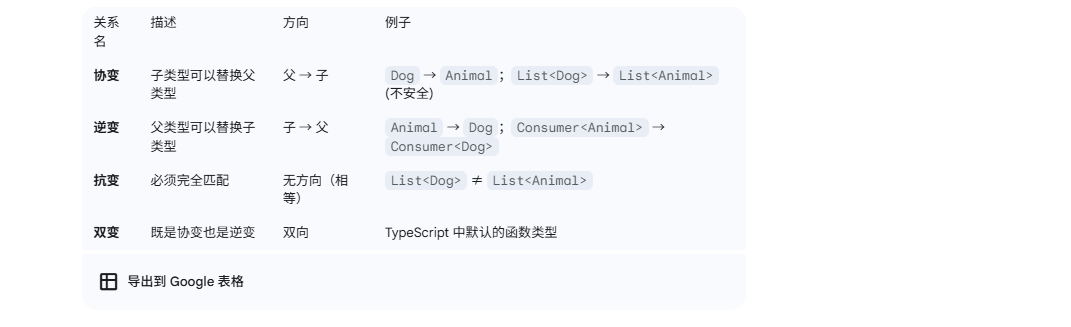 关系名 描述 方向 例子
协变 子类型可以替换父类型 父 → 子 Dog → Animal ; List<Dog> → List<Animal> (不安全)
逆变 父类型可以替换子类型 子 → 父 Animal → Dog ; Consumer<Animal> → Consumer<Dog>
抗变 必须完全匹配 无方向（相等） List<Dog> ≠ List<Animal>
双变 既是协变也是逆变 双向 TypeScript 中默认的函数类型
导出到 Google 表格